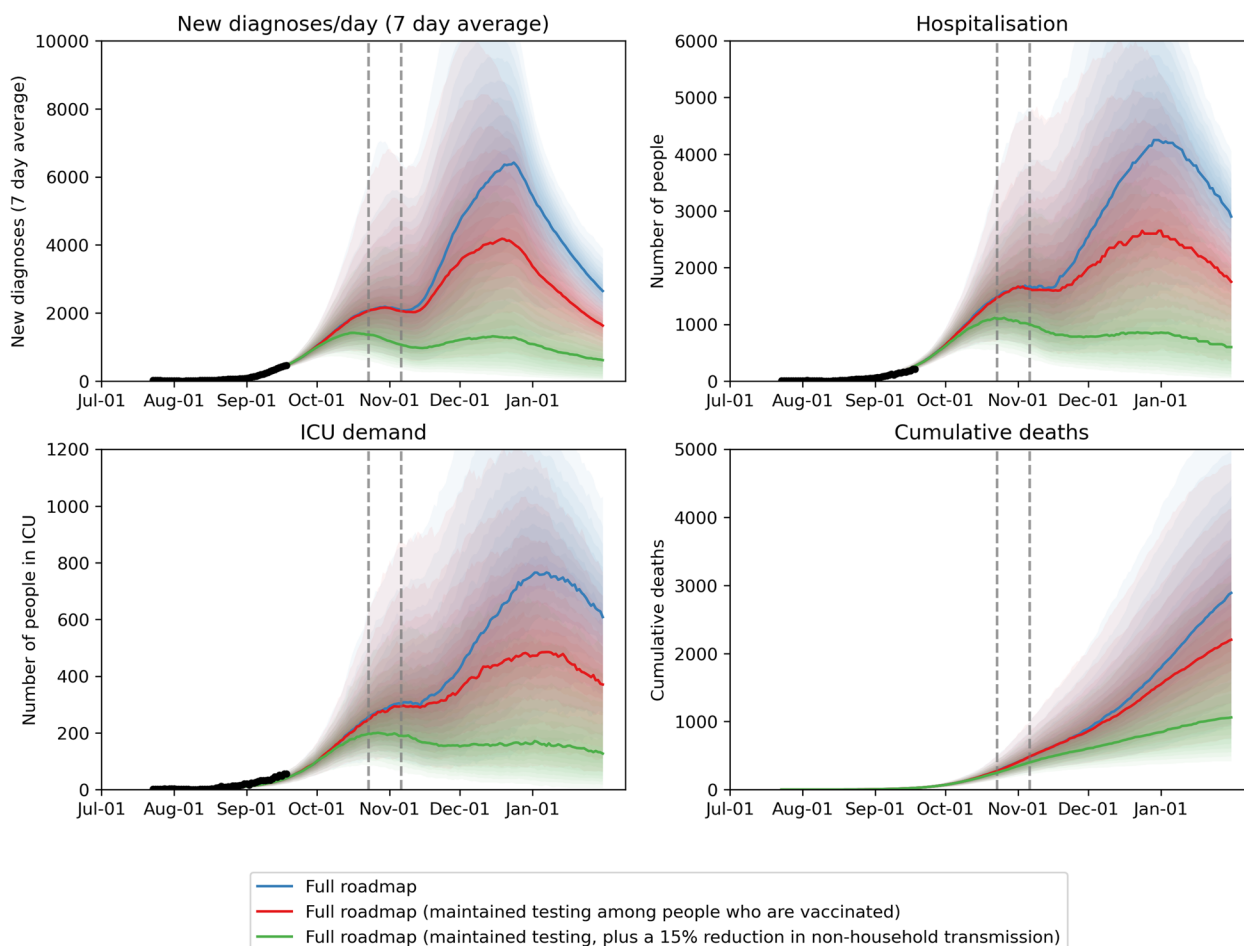 New diagnoses/day (7 day average)
Hospitalisation
New diagnoses (7 day average)
10000
8000
6000
4000
2000
0
Jul-01 Aug-01 Sep-01 Oct-01 Nov-01 Dec-01 Jan-01
Number of people
6000
5000
4000
3000
2000
1000
0
Jul-01 Aug-01 Sep-01 Oct-01 Nov-01 Dec-01 Jan-01
ICU demand
Cumulative deaths
Number of people in ICU
1200
1000
800
600
400
200
0
Jul-01 Aug-01 Sep-01 Oct-01 Nov-01 Dec-01 Jan-01
Cumulative deaths
5000
4000
3000
2000
1000
0
Jul-01 Aug-01 Sep-01 Oct-01 Nov-01 Dec-01 Jan-01
Full roadmap
Full roadmap (maintained testing among people who are vaccinated)
Full roadmap (maintained testing, plus a 15% reduction in non-household transmission)